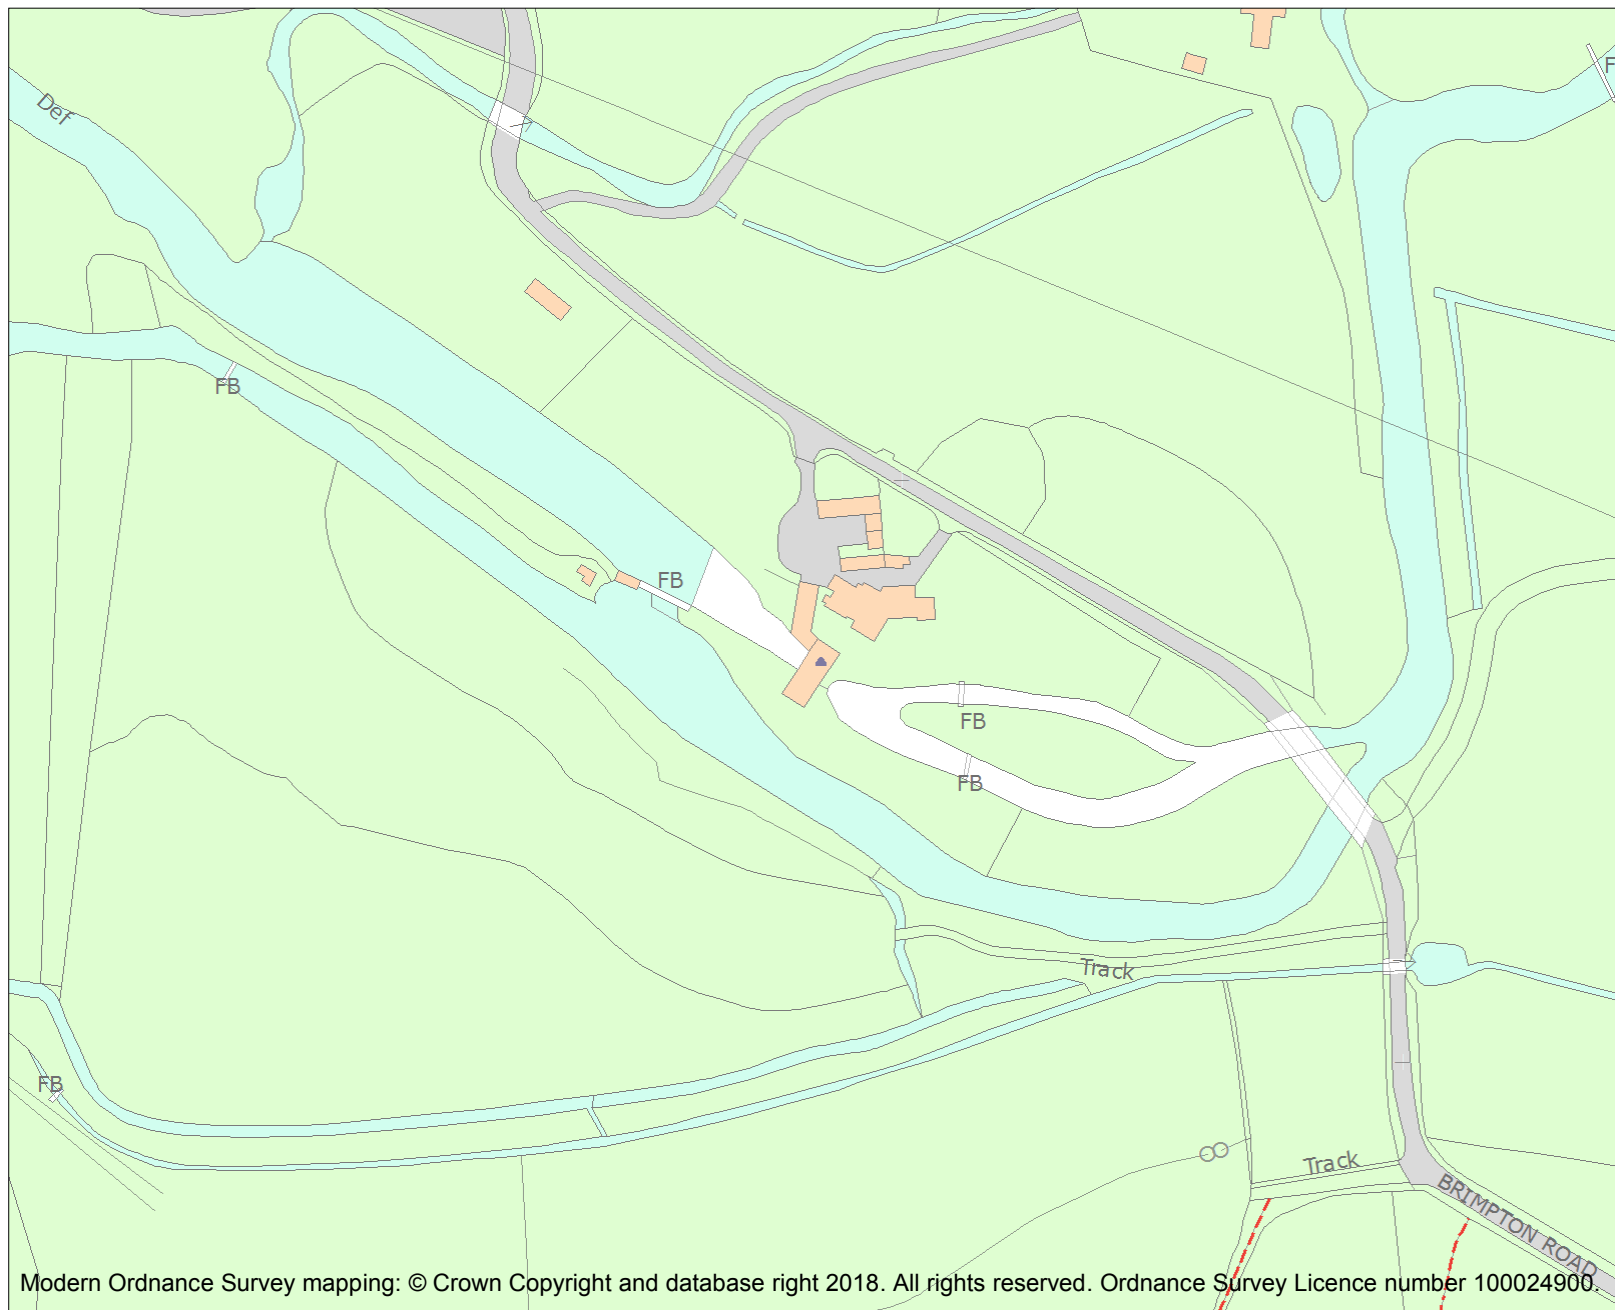 Def
F
FB
FB
FB
FB
Track
FB
Track
BRIMPTON ROAD
Modern Ordnance Survey mapping: © Crown Copyright and database right 2018. All rights reserved. Ordnance Survey Licence number 100024900.